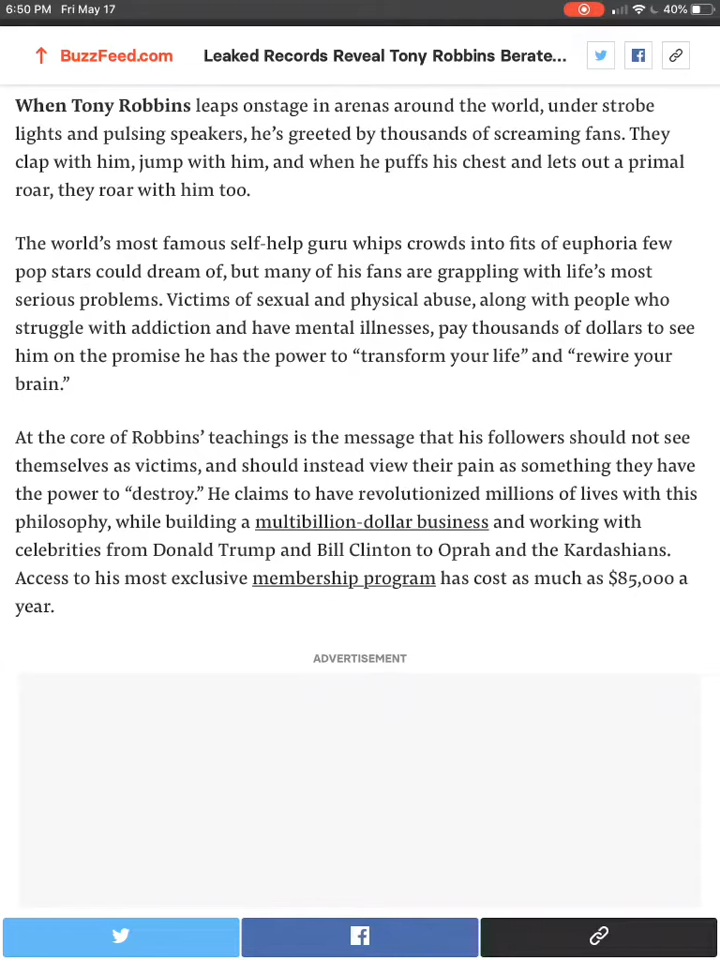 6:50 PM Fri May 17 40%
BuzzFeed.com Leaked Records Reveal Tony Robbins Berate...
When Tony Robbins leaps onstage in arenas around the world, under strobe
lights and pulsing speakers, he’s greeted by thousands of screaming fans. They
clap with him, jump with him, and when he puffs his chest and lets out a primal
roar, they roar with him too.
The world’s most famous self-help guru whips crowds into fits of euphoria few
pop stars could dream of, but many of his fans are grappling with life’s most
serious problems. Victims of sexual and physical abuse, along with people who
struggle with addiction and have mental illnesses, pay thousands of dollars to see
him on the promise he has the power to “transform your life” and “rewire your
brain.”
At the core of Robbins’ teachings is the message that his followers should not see
themselves as victims, and should instead view their pain as something they have
the power to “destroy.” He claims to have revolutionized millions of lives with this
philosophy, while building a multibillion-dollar business and working with
celebrities from Donald Trump and Bill Clinton to Oprah and the Kardashians.
Access to his most exclusive membership program has cost as much as $85,000 a
year.
ADVERTISEMENT